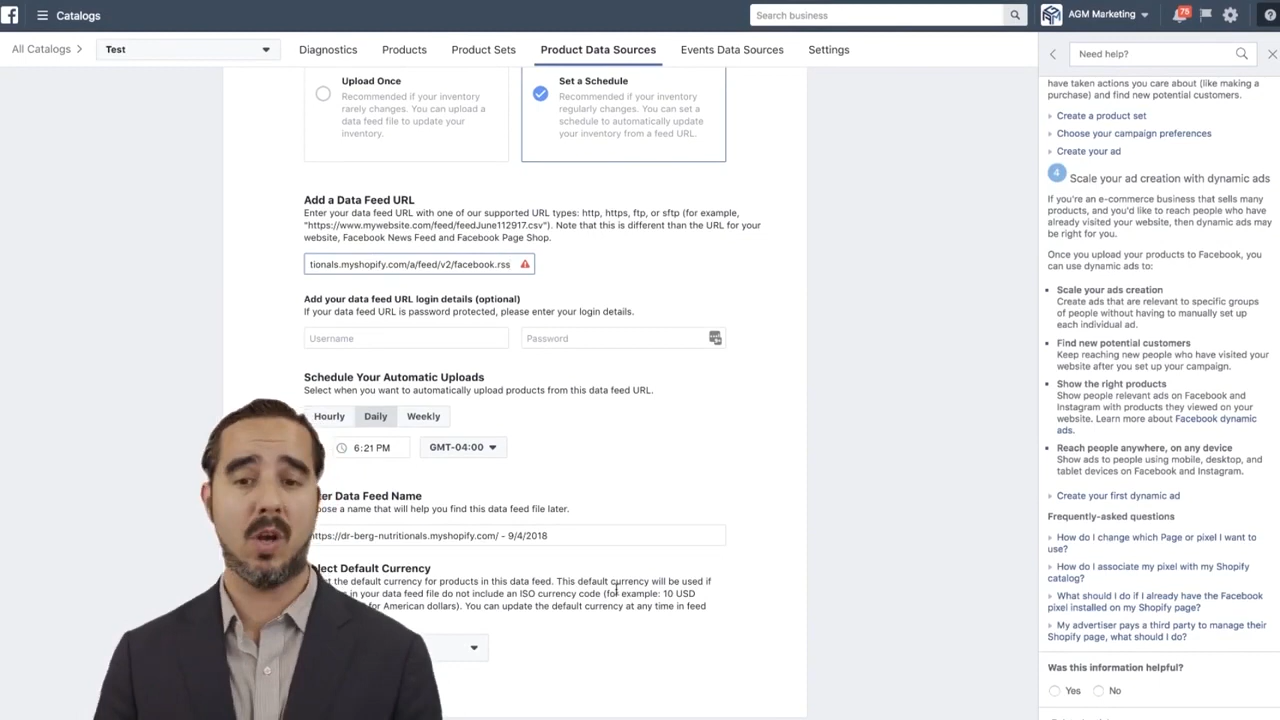 Catalogs
Search business
AGM Marketing
75
All Catalogs
Test
Diagnostics
Products
Product Sets
Product Data Sources
Events Data Sources
Settings
Upload Once
Recommended if your inventory
rarely changes. You can upload a
data feed file to update your
inventory.
Set a Schedule
Recommended if your inventory
regularly changes. You can set a
schedule to automatically update
your inventory from a feed URL.
Add a Data Feed URL
Enter your data feed URL with one of our supported URL types: http, https, ftp, or sftp (for example,
"https://www.mywebsite.com/feed/feedJune112917.csv"). Note that this is different than the URL for your
website, Facebook News Feed and Facebook Page Shop.
tionals.myshopify.com/a/feed/v2/facebook.rss
Add your data feed URL login details (optional)
If your data feed URL is password protected, please enter your login details.
Username
Password
Schedule Your Automatic Uploads
Select when you want to automatically upload products from this data feed URL.
Hourly
Daily
Weekly
6:21 PM
GMT-04:00
Data Feed Name
a name that will help you find this data feed file later.
https://dr-berg-nutritionals.myshopify.com/ - 9/4/2018
Default Currency
the default currency for products in this data feed. This default currency will be used if
in your data feed file do not include an ISO currency code (for example: 10 USD
for American dollars). You can update the default currency at any time in feed
Need help?
have taken actions you care about (like making a
purchase) and find new potential customers.
Create a product set
Choose your campaign preferences
Create your ad
4
Scale your ad creation with dynamic ads
If you're an e-commerce business that sells many
products, and you'd like to reach people who have
already visited your website, then dynamic ads may
be right for you.
Once you upload your products to Facebook, you
can use dynamic ads to:
Scale your ads creation
Create ads that are relevant to specific groups
of people without having to manually set up
each individual ad.
Find new potential customers
Keep reaching new people who have visited your
website after you set up your campaign.
Show the right products
Show people relevant ads on Facebook and
Instagram with products they viewed on your
website. Learn more about Facebook dynamic
ads.
Reach people anywhere, on any device
Show ads to people using mobile, desktop, and
tablet devices on Facebook and Instagram.
Create your first dynamic ad
Frequently-asked questions
How do I change which Page or pixel I want to
use?
How do I associate my pixel with my Shopify
catalog?
What should I do if I already have the Facebook
pixel installed on my Shopify page?
My advertiser pays a third party to manage their
Shopify page, what should I do?
Was this information helpful?
Yes
No